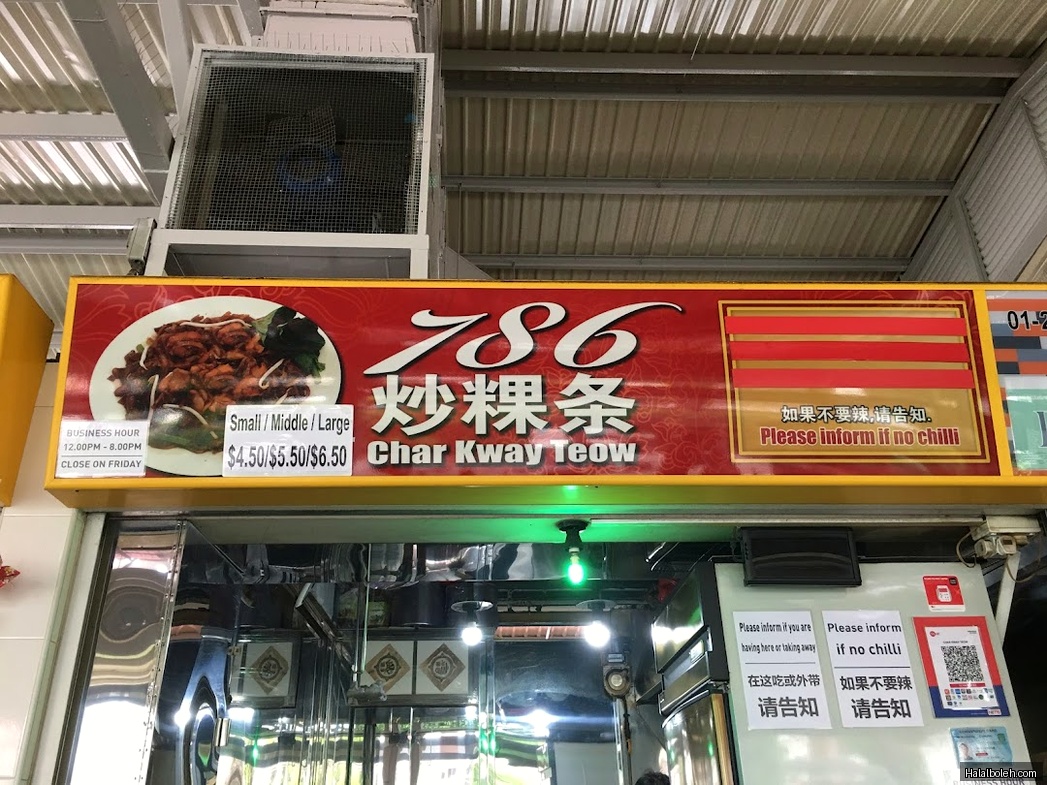 786
炒粿条
Char Kway Teow
BUSINESS HOUR
12.00PM - 8.00PM
CLOSE ON FRIDAY
Small / Middle / Large
$4.50/$5.50/$6.50
如果不要辣,请告知.
Please inform if no chilli
01-2
Please inform if you are
having here or taking away
在这吃或外带
请告知
Please inform
if no chilli
如果不要辣
请告知
Halalboleh.com